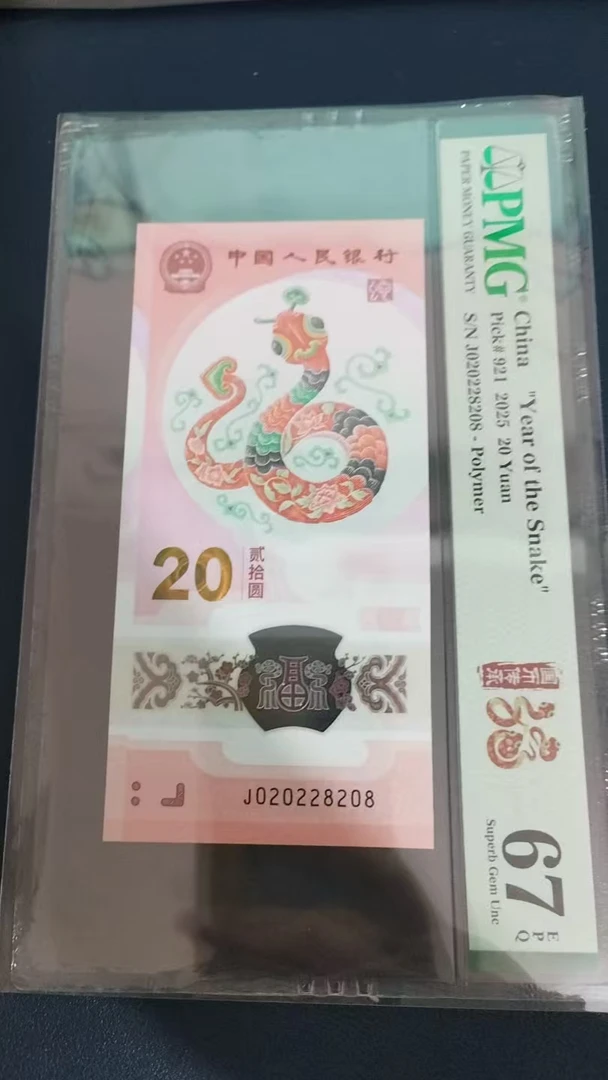 中国人民银行
20
贰拾圆
福
J020228208
PMG®
PAPER MONEY GUARANTY
China "Year of the Snake"
Pick# 921 2025 20 Yuan
S/N J020228208 - Polymer
67 EPQ
Superb Gem Unc